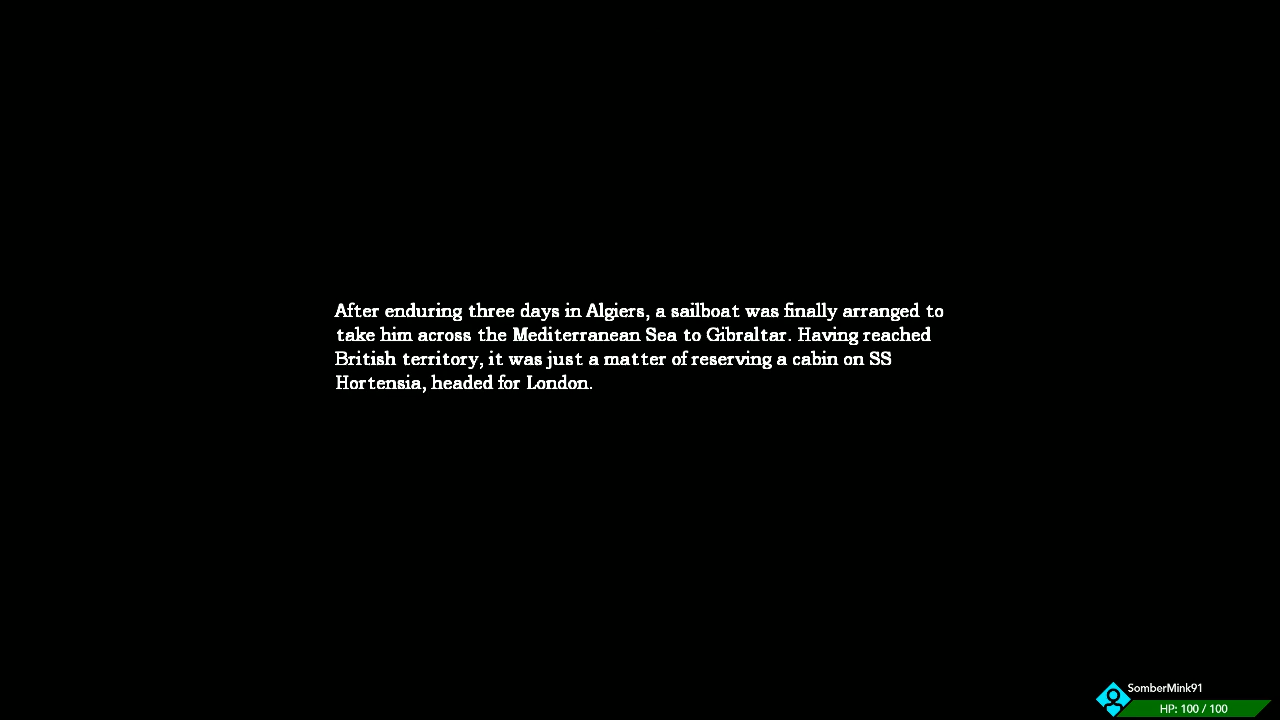 After enduring three days in Algiers, a sailboat was finally arranged to
take him across the Mediterranean Sea to Gibraltar. Having reached
British territory, it was just a matter of reserving a cabin on SS
Hortensia, headed for London.
SomberMink91
HP: 100 / 100